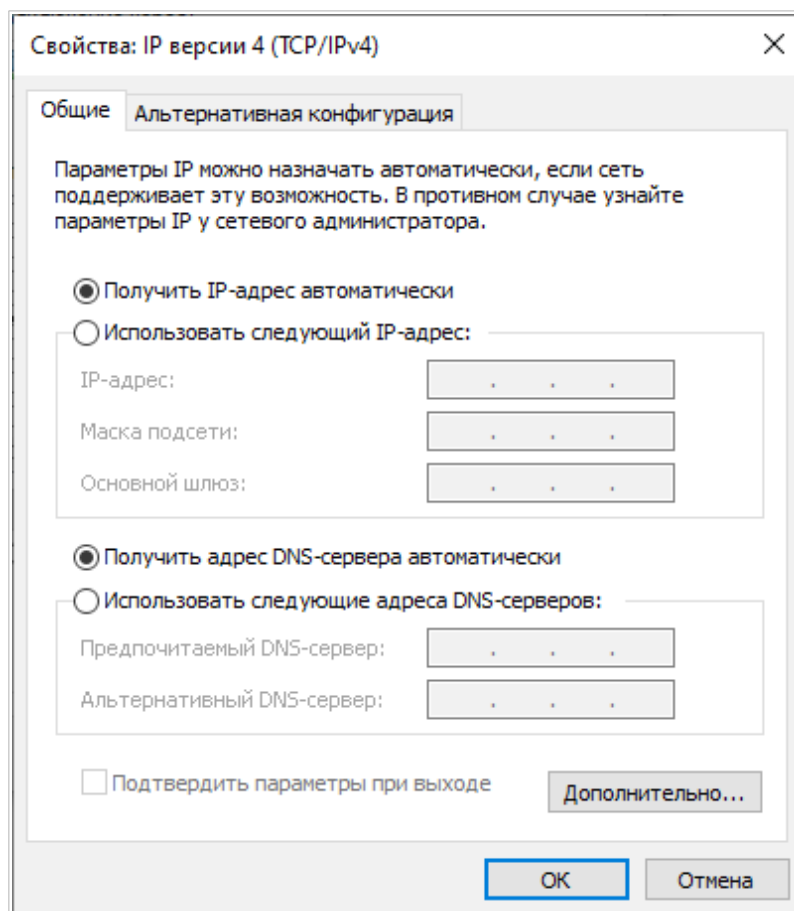 Свойства: IP версии 4 (TCP/IPv4)
Общие
Альтернативная конфигурация
Параметры IP можно назначать автоматически, если сеть
поддерживает эту возможность. В противном случае узнайте
параметры IP у сетевого администратора.
Получить IP-адрес автоматически
Использовать следующий IP-адрес:
IP-адрес:
Маска подсети:
Основной шлюз:
Получить адрес DNS-сервера автоматически
Использовать следующие адреса DNS-серверов:
Предпочитаемый DNS-сервер:
Альтернативный DNS-сервер:
Подтвердить параметры при выходе
Дополнительно...
ОК
Отмена